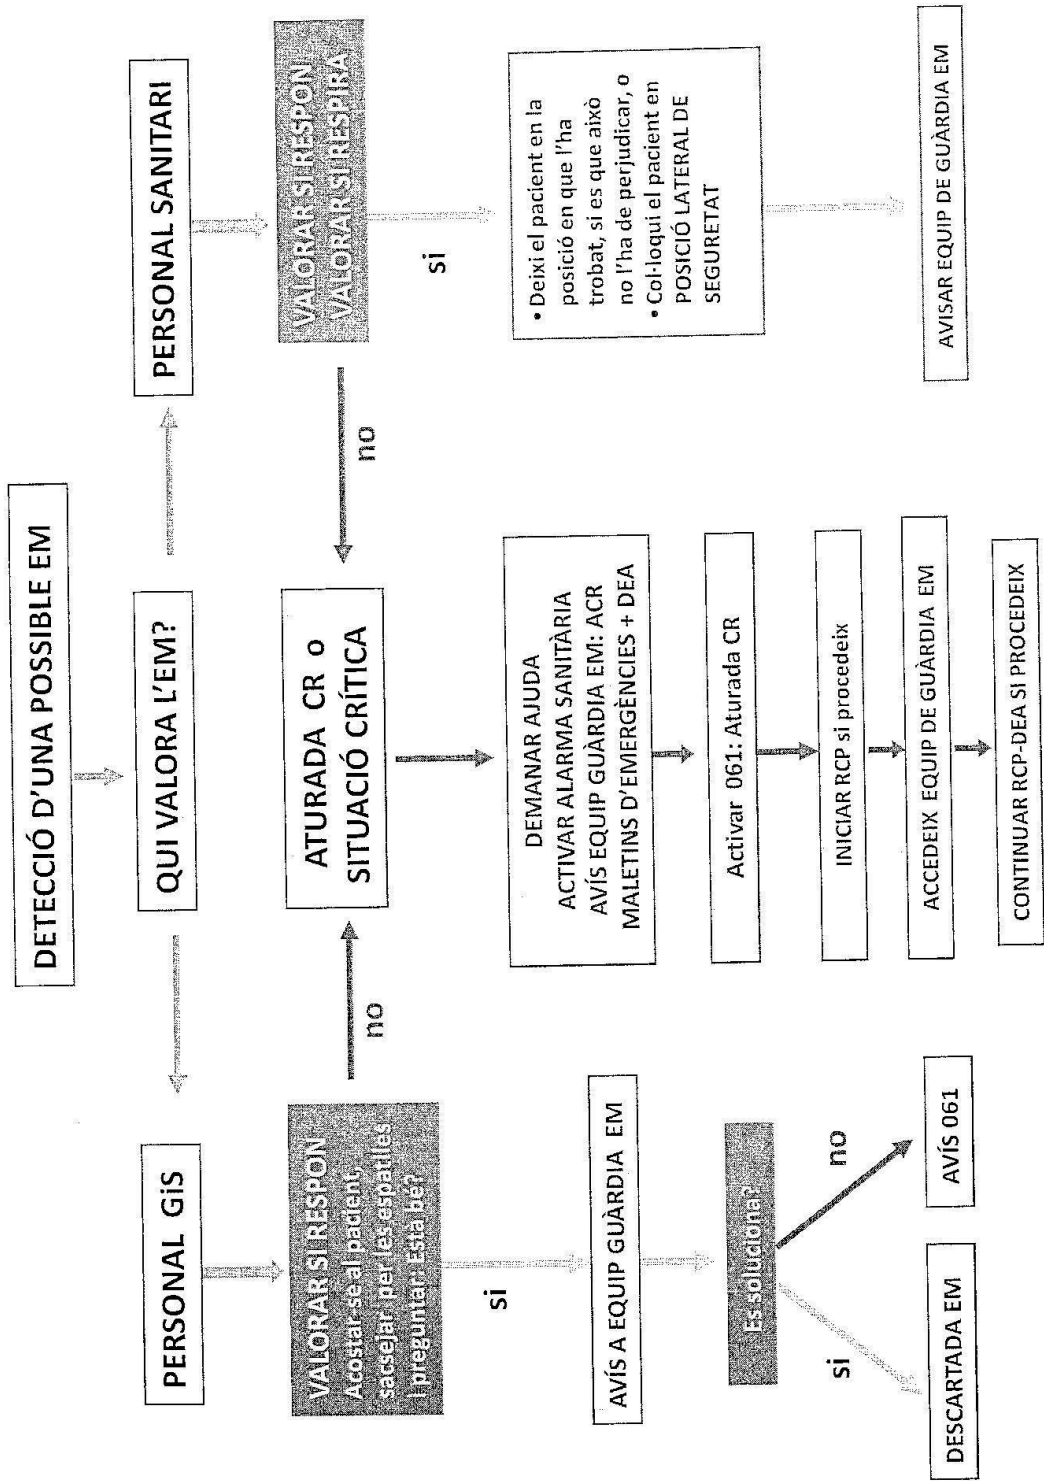 DETECCIÓ D'UNA POSSIBLE EM
QUI VALORA L'EM?
PERSONAL GiS
PERSONAL SANITARI
VALORAR SI RESPON
Acostar-se al pacient,
sacsejar per les espatlles
i preguntar: Està bé?
no
ATURADA CR o
SITUACIÓ CRÍTICA
no
VALORAR SI RESPON
VALORAR SI RESPIRA
si
si
AVÍS A EQUIP GUÀRDIA EM
Es soluciona?
si
no
DESCARTADA EM
AVÍS 061
DEMANAR AJUDA
ACTIVAR ALARMA SANITÀRIA
AVÍS EQUIP GUÀRDIA EM: ACR
MALETINS D'EMERGÈNCIES + DEA
Activar 061: Aturada CR
INICIAR RCP si procedeix
ACCEDEIX EQUIP DE GUÀRDIA EM
CONTINUAR RCP-DEA SI PROCEDEIX
• Deixi el pacient en la
posició en que l'ha
trobat, si es que això
no l'ha de perjudicar, o
• Col·loqui el pacient en
POSICIÓ LATERAL DE
SEGURETAT
AVISAR EQUIP DE GUÀRDIA EM